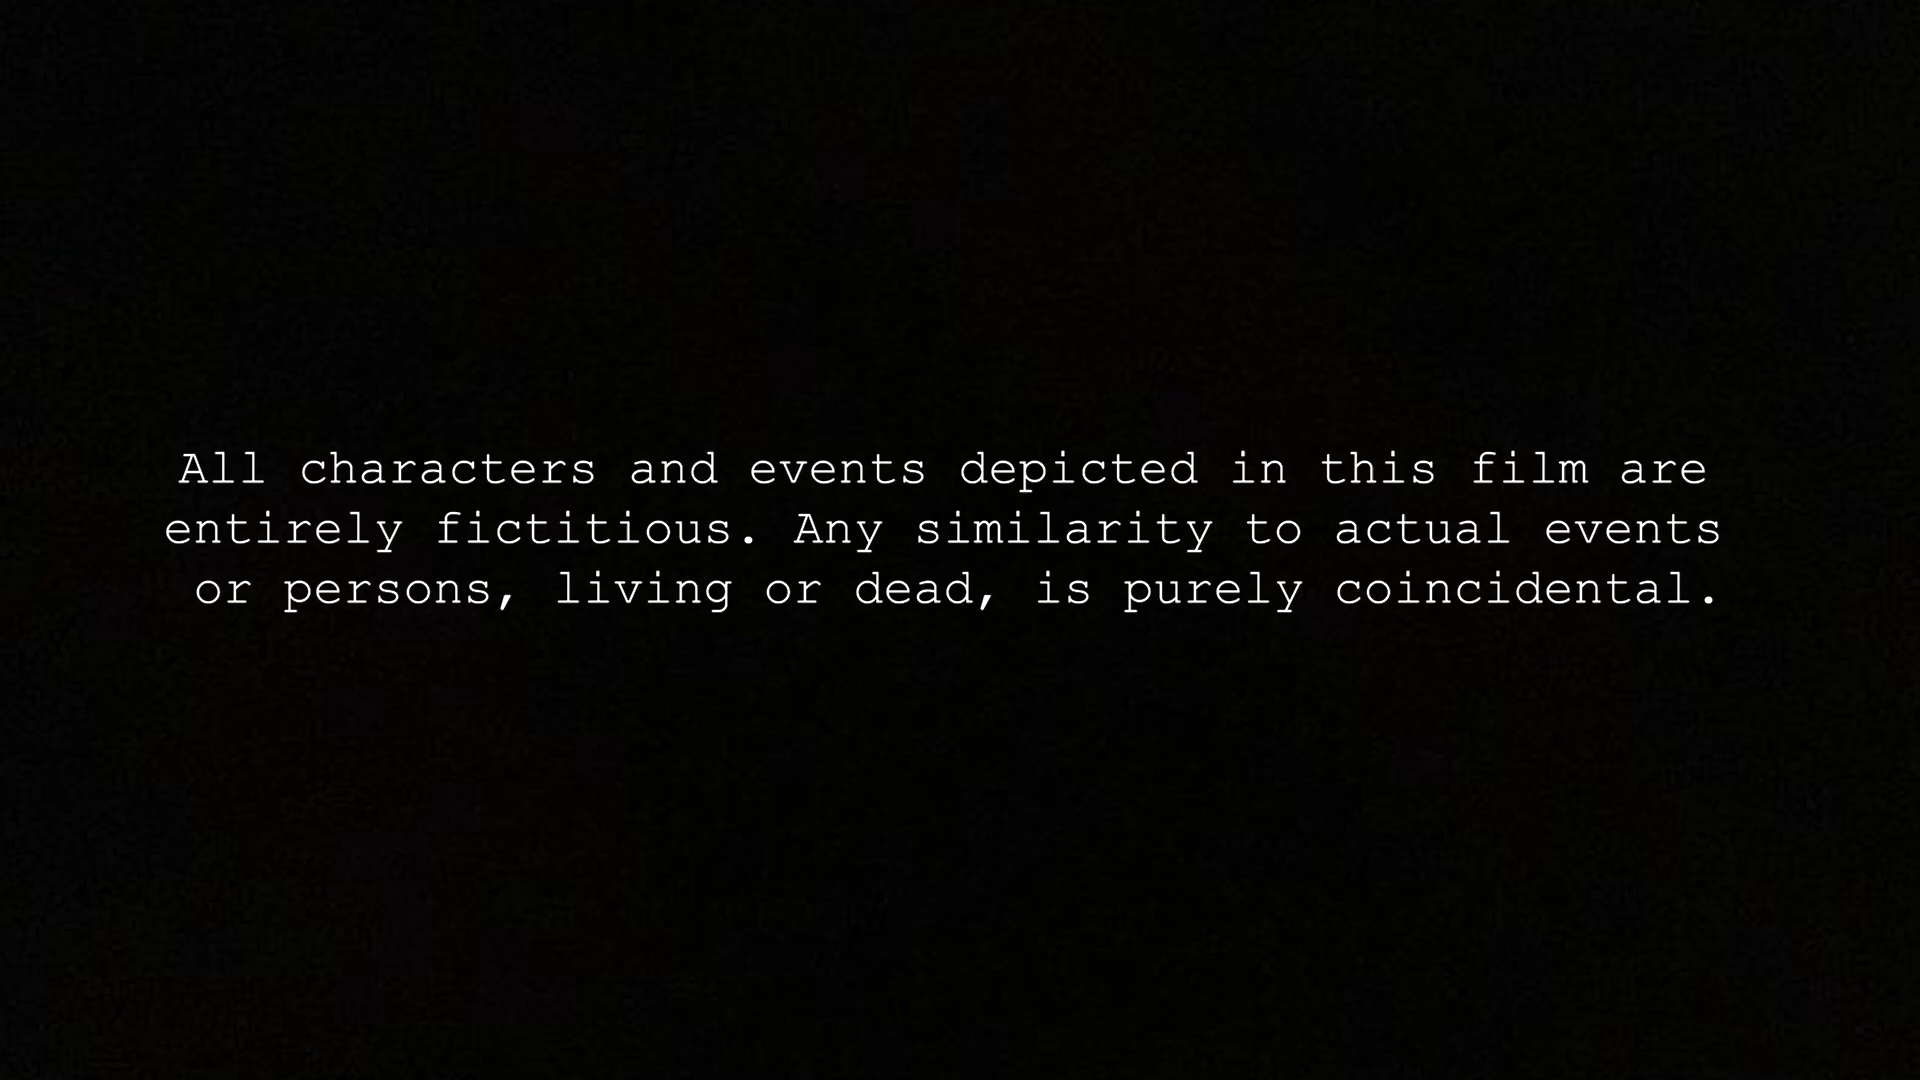 All characters and events depicted in this film are
entirely fictitious. Any similarity to actual events
or persons, living or dead, is purely coincidental.